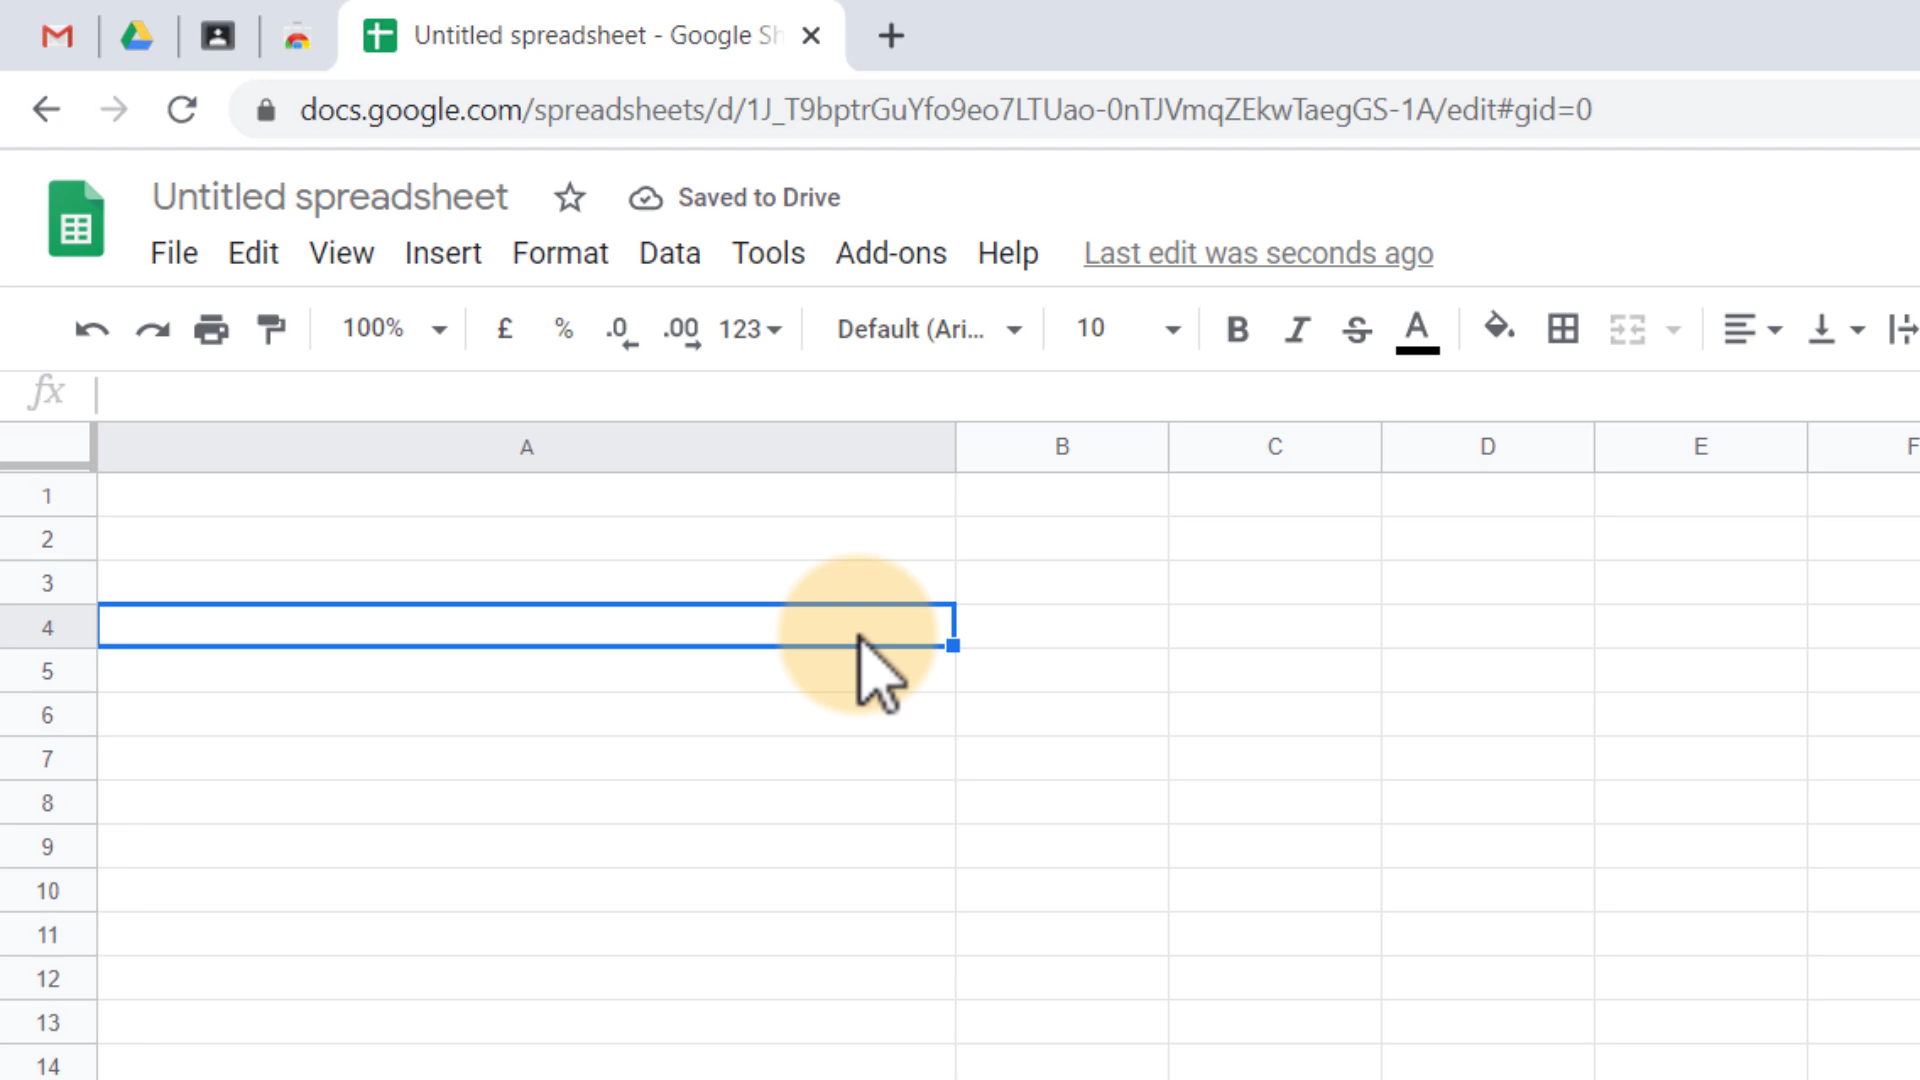 Untitled spreadsheet - Google Sh
docs.google.com/spreadsheets/d/1J_T9bptrGuYfo9eo7LTUao-0nTJVmqZEkwTaegGS-1A/edit#gid=0
Untitled spreadsheet Saved to Drive
File Edit View Insert Format Data Tools Add-ons Help Last edit was seconds ago
100% £ % .0 .00 123 Default (Ari... 10 B I S A
fx
A B C D E F
1
2
3
4
5
6
7
8
9
10
11
12
13
14